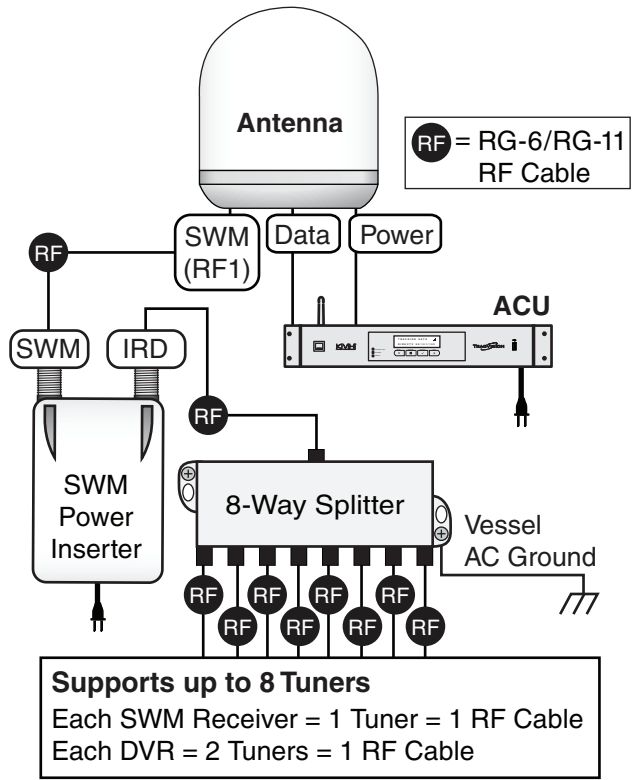 Antenna
RF = RG-6/RG-11
RF Cable
SWM
(RF1)
Data
Power
RF
ACU
SWM
IRD
KVH
RF
8-Way Splitter
SWM
Power
Inserter
Vessel
AC Ground
RF RF RF RF
RF RF RF RF
Supports up to 8 Tuners
Each SWM Receiver = 1 Tuner = 1 RF Cable
Each DVR = 2 Tuners = 1 RF Cable